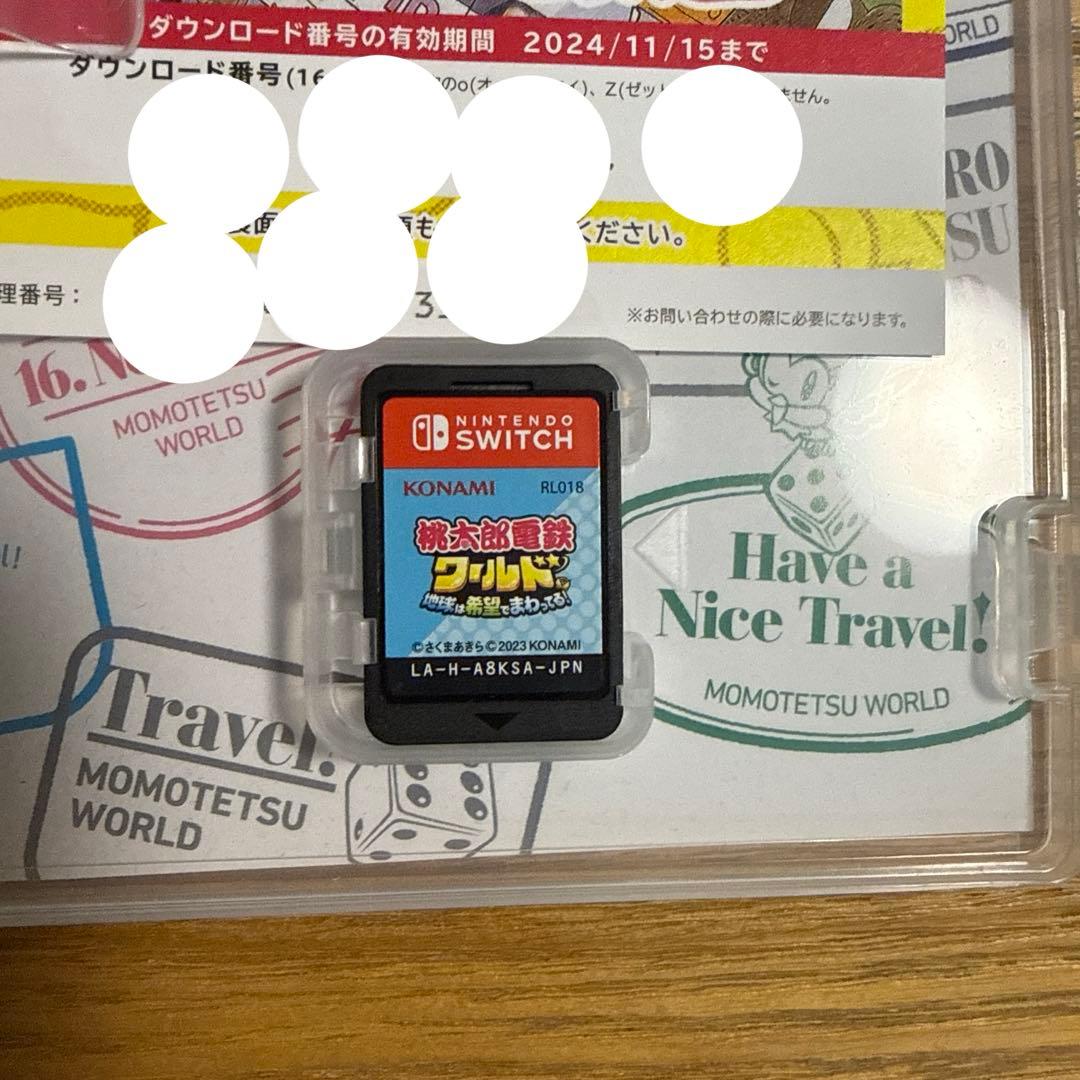 ダウンロード番号の有効期間 2024/11/15まで
ダウンロード番号(16
のo(オ
)、Z(ゼッ
ません。
ORLD
RO
SU
ください。
理番号：
3
※お問い合わせの際に必要になります。
16. N
MOMOTETSU
WORLD
NINTENDO
SWITCH
KONAMI RL018
桃太郎電鉄
ワールド
地球は希望でまわってる!
©さくまあきら©2023 KONAMI
LA-H-A8KSA-JPN
Have a
Nice Travel!
MOMOTETSU WORLD
Travel!
MOMOTETSU
WORLD